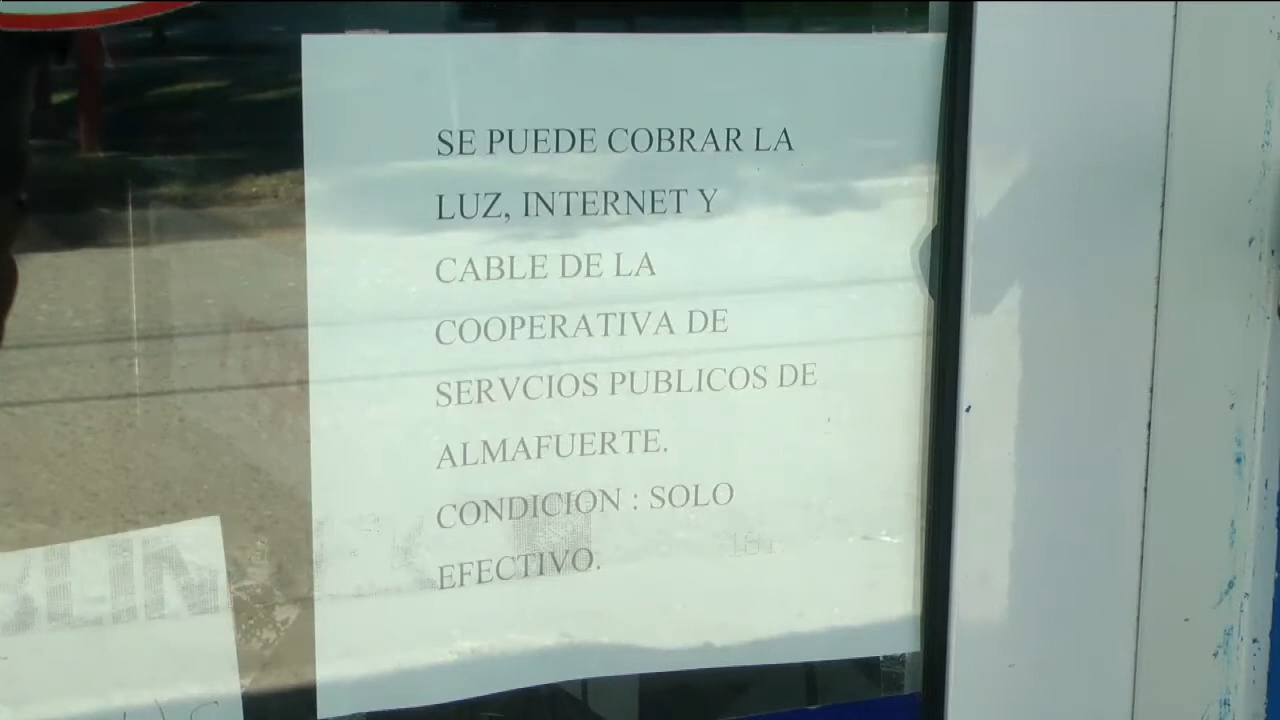 SE PUEDE COBRAR LA
LUZ, INTERNET Y
CABLE DE LA
COOPERATIVA DE
SERVCIOS PUBLICOS DE
ALMAFUERTE.
CONDICION : SOLO
EFECTIVO.